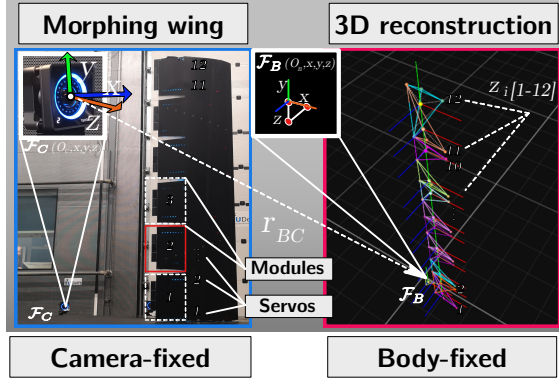 Morphing wing
3D reconstruction
y
x
z
F_C (O_c,x,y,z)
12
11
F_B (O_B,x,y,z)
y
x
z
z_i[1-12]
12
11
10
3
2
1
2
1
r_BC
UDe
Modules
Servos
F_C
F_B
2
1
Camera-fixed
Body-fixed